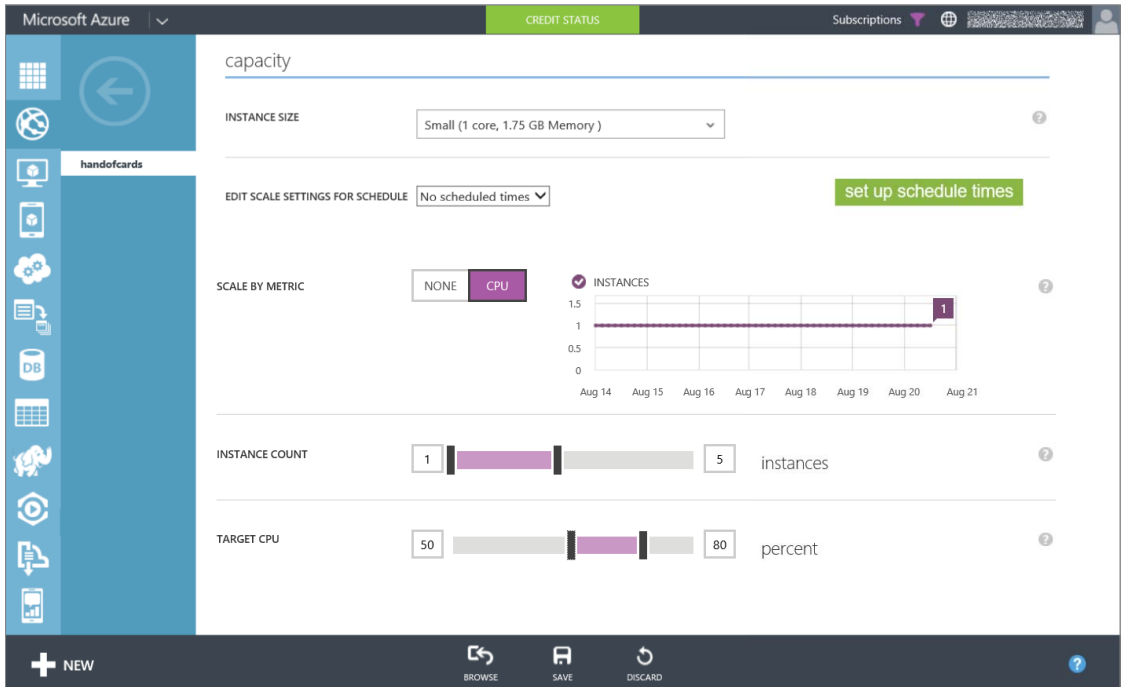 Microsoft Azure
CREDIT STATUS
Subscriptions
capacity
INSTANCE SIZE
Small (1 core, 1.75 GB Memory )
?
handofcards
EDIT SCALE SETTINGS FOR SCHEDULE
No scheduled times
set up schedule times
SCALE BY METRIC
NONE
CPU
INSTANCES
?
1.5
1
0.5
0
1
Aug 14 Aug 15 Aug 16 Aug 17 Aug 18 Aug 19 Aug 20 Aug 21
DB
INSTANCE COUNT
1
5
instances
?
TARGET CPU
50
80
percent
?
NEW
BROWSE
SAVE
DISCARD
?